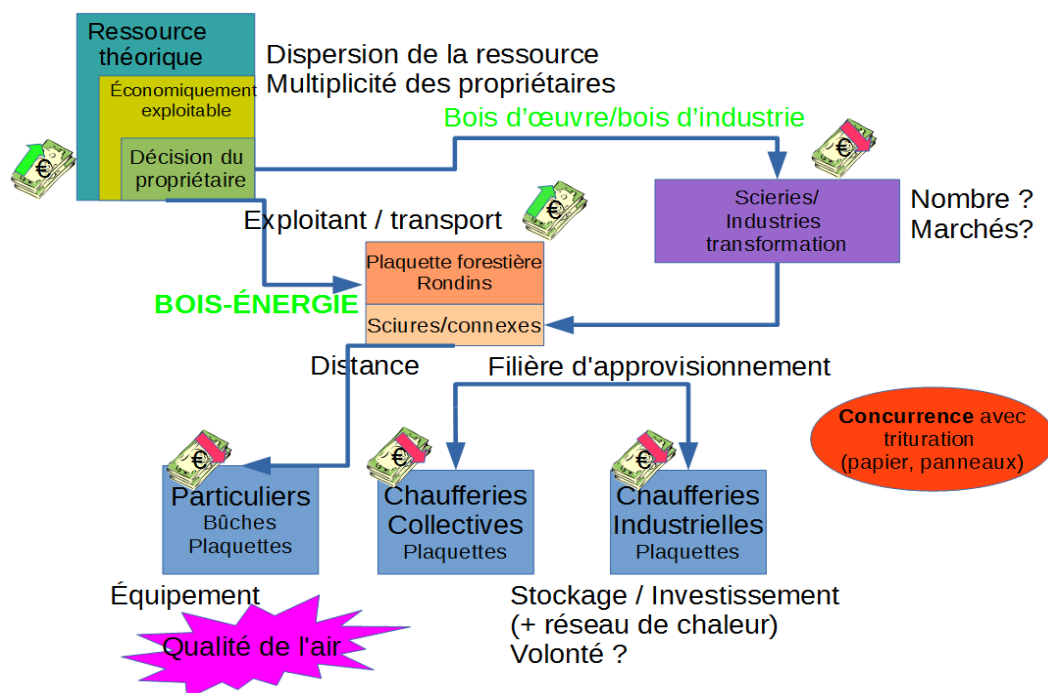 Ressource
théorique
Économiquement
exploitable
Décision du
propriétaire
Dispersion de la ressource
Multiplicité des propriétaires
Bois d’œuvre/bois d’industrie
€
€
€
Scieries/
Industries
transformation
Nombre ?
Marchés?
Exploitant / transport
Plaquette forestière
Rondins
BOIS-ÉNERGIE
Sciures/connexes
Distance
Filière d'approvisionnement
Concurrence avec
trituration
(papier, panneaux)
€
€
€
Particuliers
Bûches
Plaquettes
Chaufferies
Collectives
Plaquettes
Chaufferies
Industrielles
Plaquettes
Équipement
Stockage / Investissement
(+ réseau de chaleur)
Volonté ?
Qualité de l'air